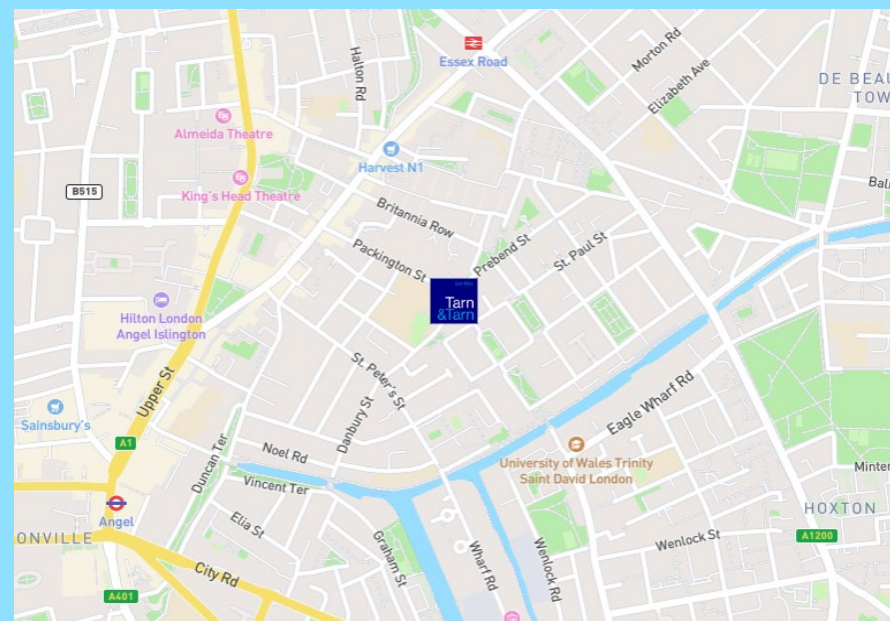 Morton Rd
Halton Rd
Essex Road
Elizabeth Ave
DE BEAU
TOW
Almeida Theatre
Harvest N1
B515
King's Head Theatre
Ball
Britannia Row
Prebend St
St. Paul St
Packington St
Tarn
&Tarn
Hilton London
Angel Islington
Upper St
St. Peter's St
Eagle Wharf Rd
Danbury St
Sainsbury's
A1
Duncan Ter
Noel Rd
University of Wales Trinity
Saint David London
Minter
Vincent Ter
Angel
Elia St
HOXTON
ONVILLE
Graham St
Wenlock St
A1200
City Rd
Wharf Rd
Wenlock Rd
A401